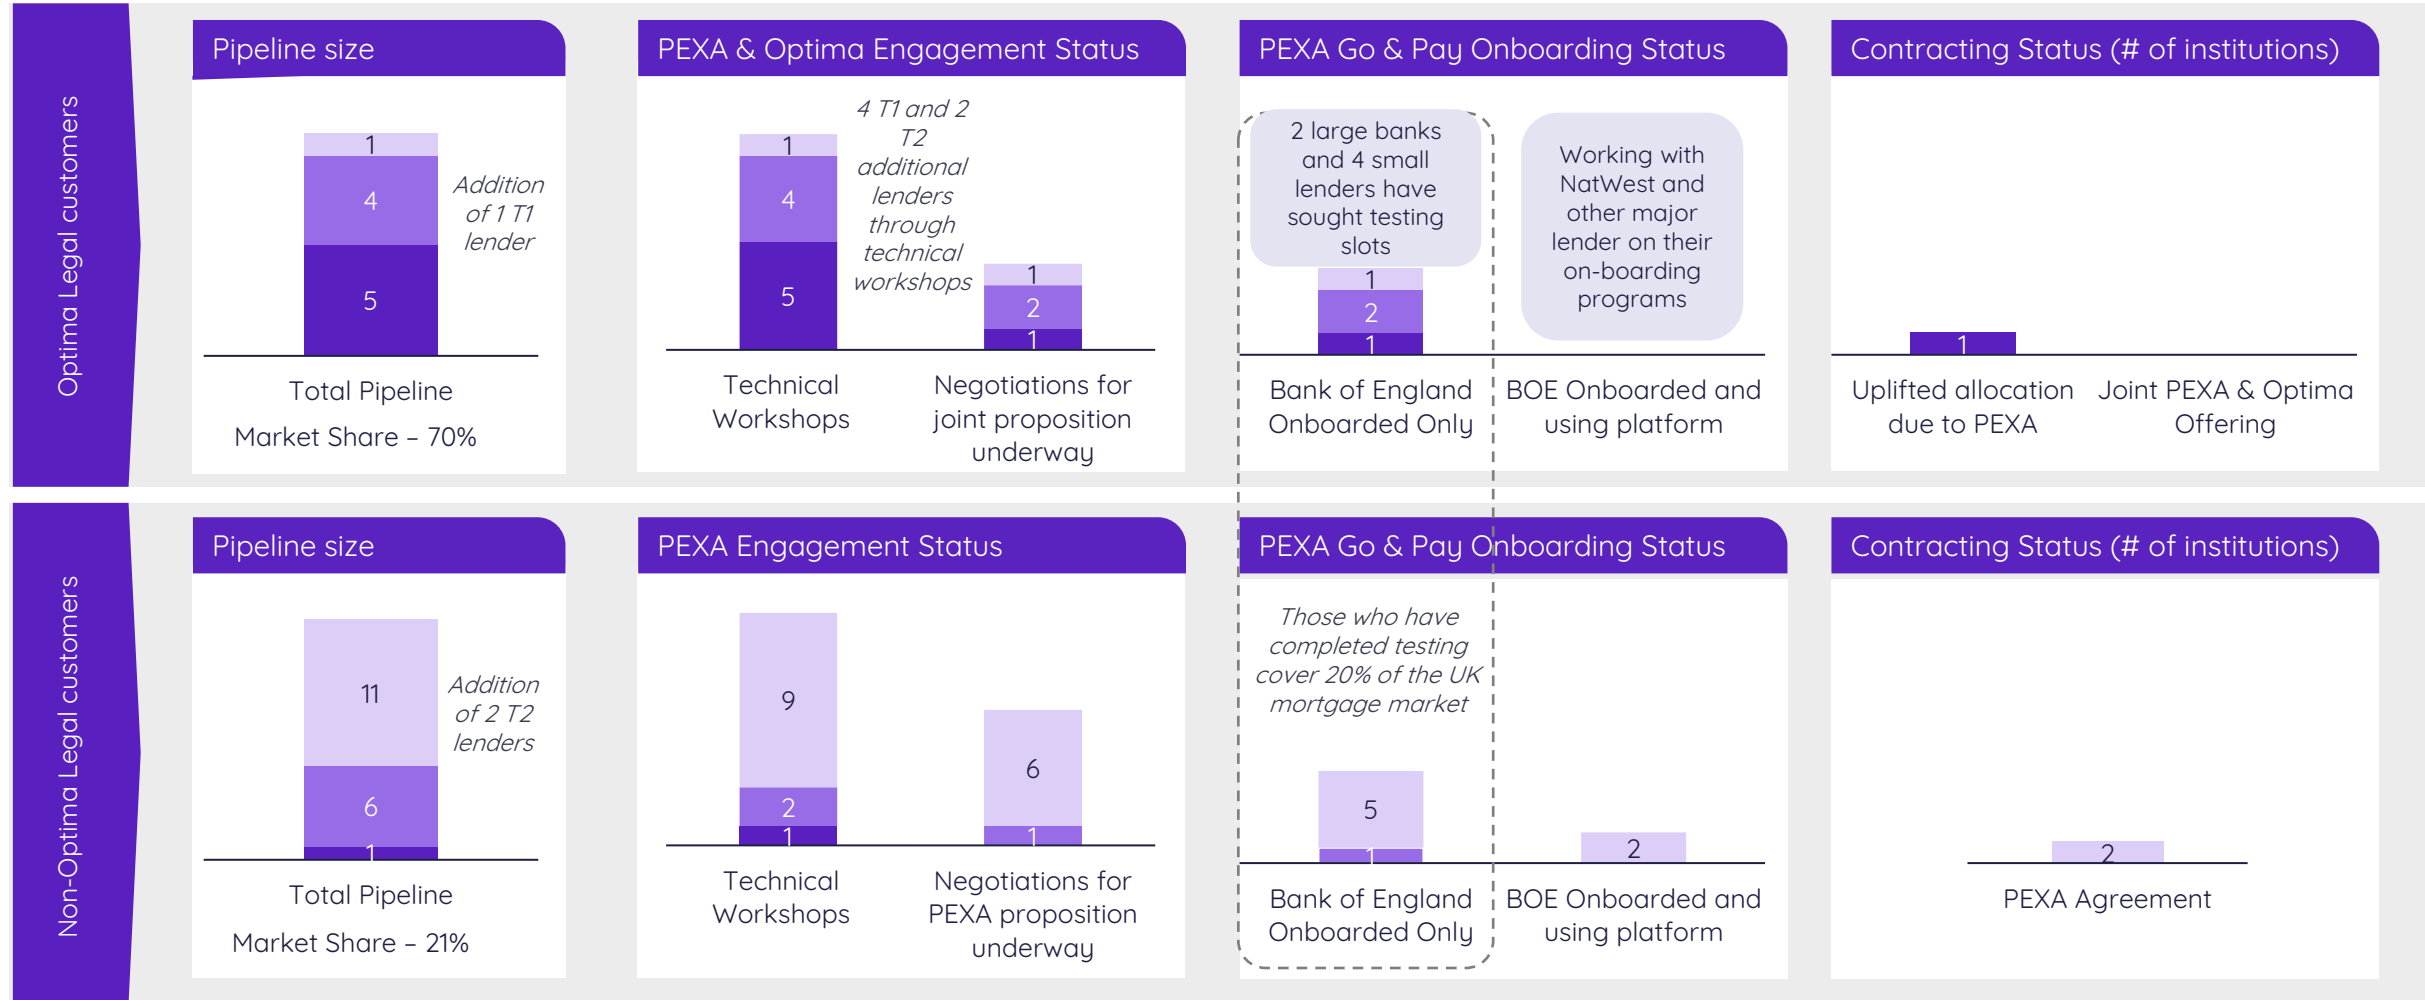 Optima Legal customers
Pipeline size
1
4
5
Addition
of 1 T1
lender
Total Pipeline
Market Share – 70%
PEXA & Optima Engagement Status
1
4
5
4 T1 and 2
T2
additional
lenders
through
technical
workshops
1
2
1
Technical
Workshops
Negotiations for
joint proposition
underway
PEXA Go & Pay Onboarding Status
2 large banks
and 4 small
lenders have
sought testing
slots
1
2
1
Working with
NatWest and
other major
lender on their
on-boarding
programs
Bank of England
Onboarded Only
BOE Onboarded and
using platform
Contracting Status (# of institutions)
1
Uplifted allocation
due to PEXA
Joint PEXA & Optima
Offering
Non-Optima Legal customers
Pipeline size
11
6
1
Addition
of 2 T2
lenders
Total Pipeline
Market Share – 21%
PEXA Engagement Status
9
2
1
6
1
Technical
Workshops
Negotiations for
PEXA proposition
underway
PEXA Go & Pay Onboarding Status
Those who have
completed testing
cover 20% of the UK
mortgage market
5
1
2
Bank of England
Onboarded Only
BOE Onboarded and
using platform
Contracting Status (# of institutions)
2
PEXA Agreement